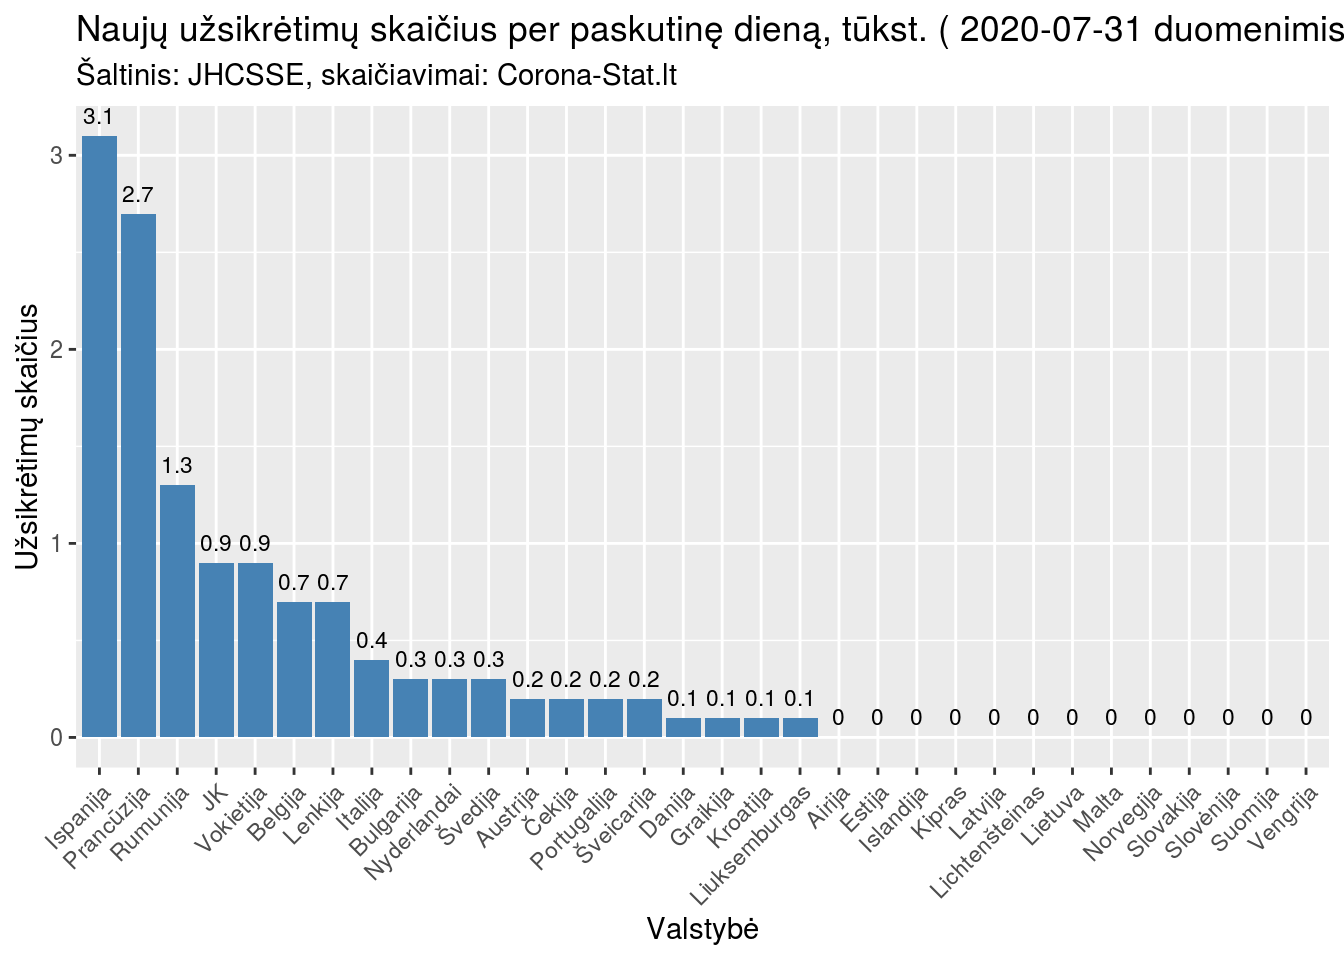 Naujų užsikrėtimų skaičius per paskutinę dieną, tūkst. ( 2020-07-31 duomenimis
Šaltinis: JHCSSE, skaičiavimai: Corona-Stat.lt
Užsikrėtimų skaičius
3
2
1
0
3.1
2.7
1.3
0.9
0.9
0.7
0.7
0.4
0.3
0.3
0.3
0.2
0.2
0.2
0.2
0.1
0.1
0.1
0.1
0
0
0
0
0
0
0
0
0
0
0
0
0
Ispanija
Prancūzija
Rumunija
JK
Vokietija
Belgija
Lenkija
Italija
Bulgarija
Nyderlandai
Švedija
Austrija
Čekija
Portugalija
Šveicarija
Danija
Graikija
Kroatija
Liuksemburgas
Airija
Estija
Islandija
Kipras
Latvija
Lichtenšteinas
Lietuva
Malta
Norvegija
Slovakija
Slovėnija
Suomija
Vengrija
Valstybė